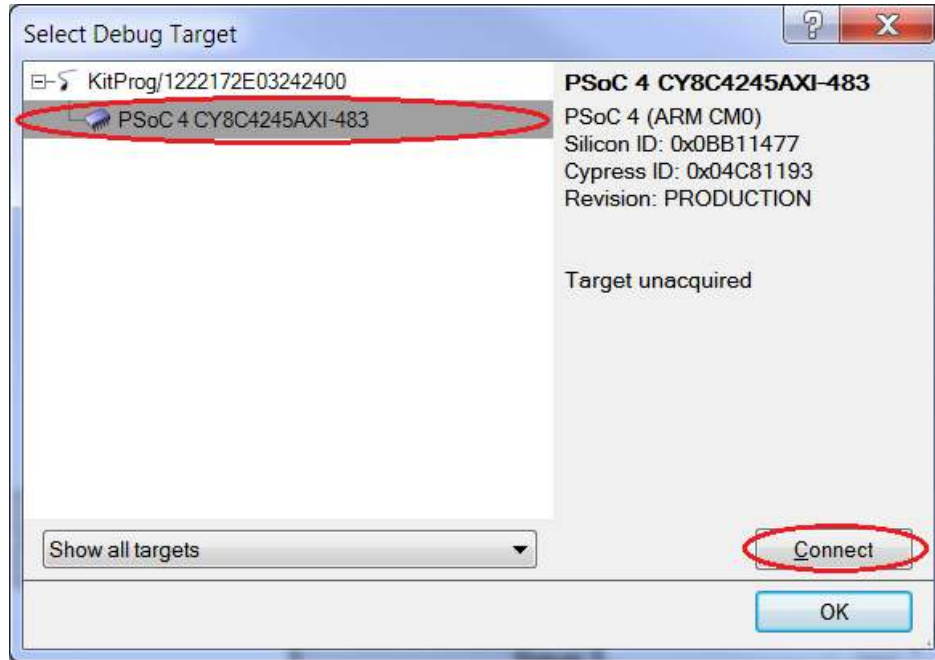 Select Debug Target
KitProg/1222172E03242400
PSoC 4 CY8C4245AXI-483
PSoC 4 CY8C4245AXI-483
PSoC 4 (ARM CM0)
Silicon ID: 0x0BB11477
Cypress ID: 0x04C81193
Revision: PRODUCTION
Target unacquired
Show all targets
Connect
OK